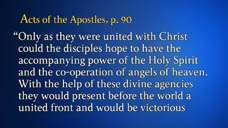 Acts of the Apostles, p. 90
“Only as they were united with Christ
could the disciples hope to have the
accompanying power of the Holy Spirit
and the co-operation of angels of heaven.
With the help of these divine agencies
they would present before the world a
united front and would be victorious